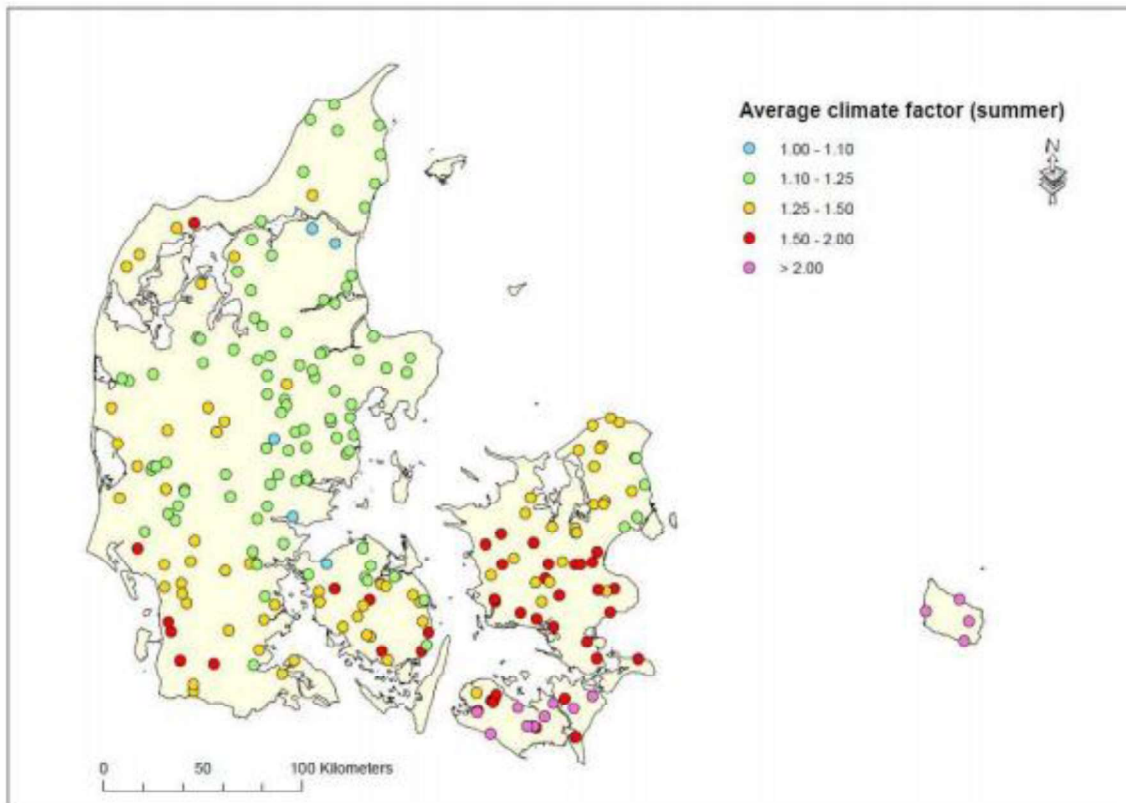 Average climate factor (summer)
1.00 - 1.10
1.10 - 1.25
1.25 - 1.50
1.50 - 2.00
> 2.00
N
0 50 100 Kilometers